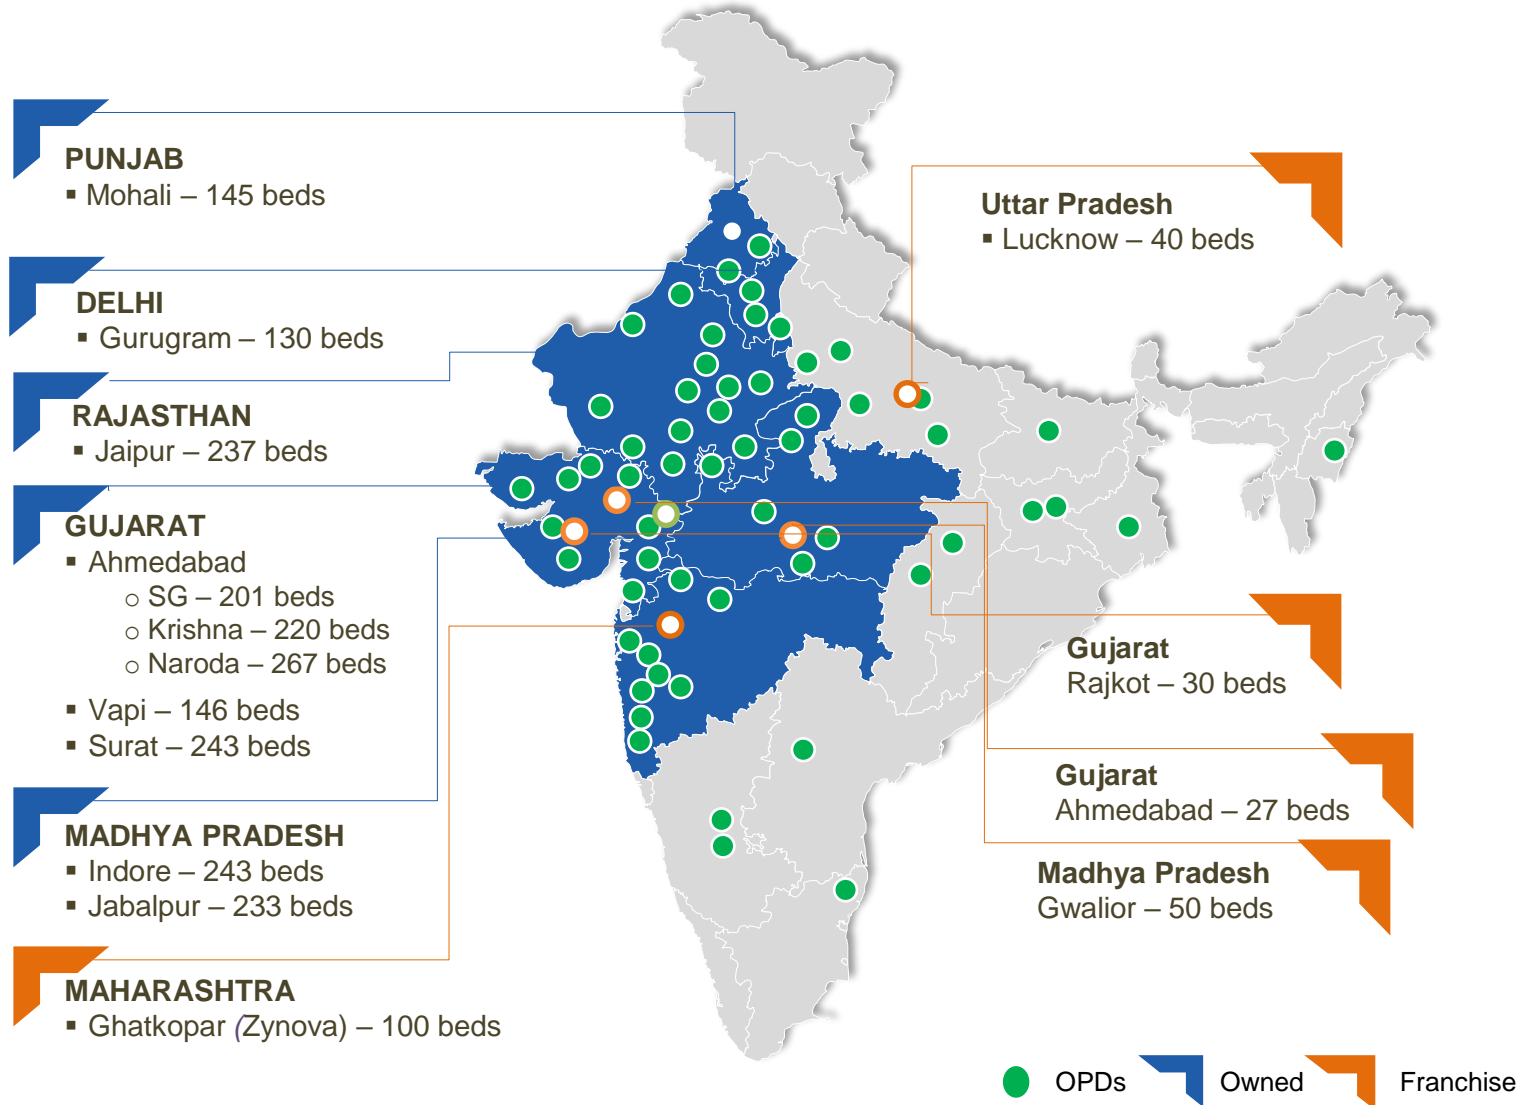 PUNJAB
▪ Mohali – 145 beds
DELHI
▪ Gurugram – 130 beds
RAJASTHAN
▪ Jaipur – 237 beds
GUJARAT
▪ Ahmedabad
○ SG – 201 beds
○ Krishna – 220 beds
○ Naroda – 267 beds
▪ Vapi – 146 beds
▪ Surat – 243 beds
MADHYA PRADESH
▪ Indore – 243 beds
▪ Jabalpur – 233 beds
MAHARASHTRA
▪ Ghatkopar (Zynova) – 100 beds
Uttar Pradesh
▪ Lucknow – 40 beds
Gujarat
Rajkot – 30 beds
Gujarat
Ahmedabad – 27 beds
Madhya Pradesh
Gwalior – 50 beds
OPDs Owned Franchise